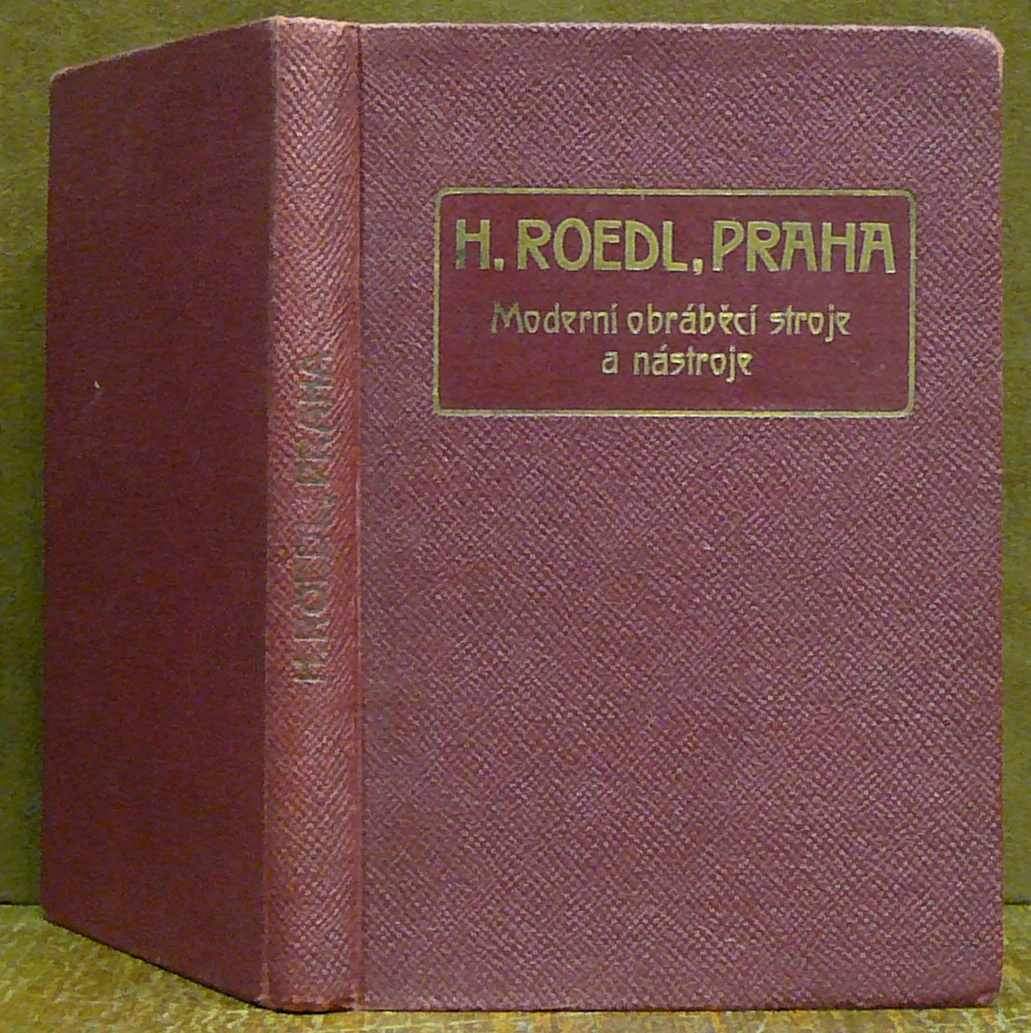 H. ROEDL, PRAHA
Moderní obráběcí stroje
a nástroje
H. ROEDL, PRAHA